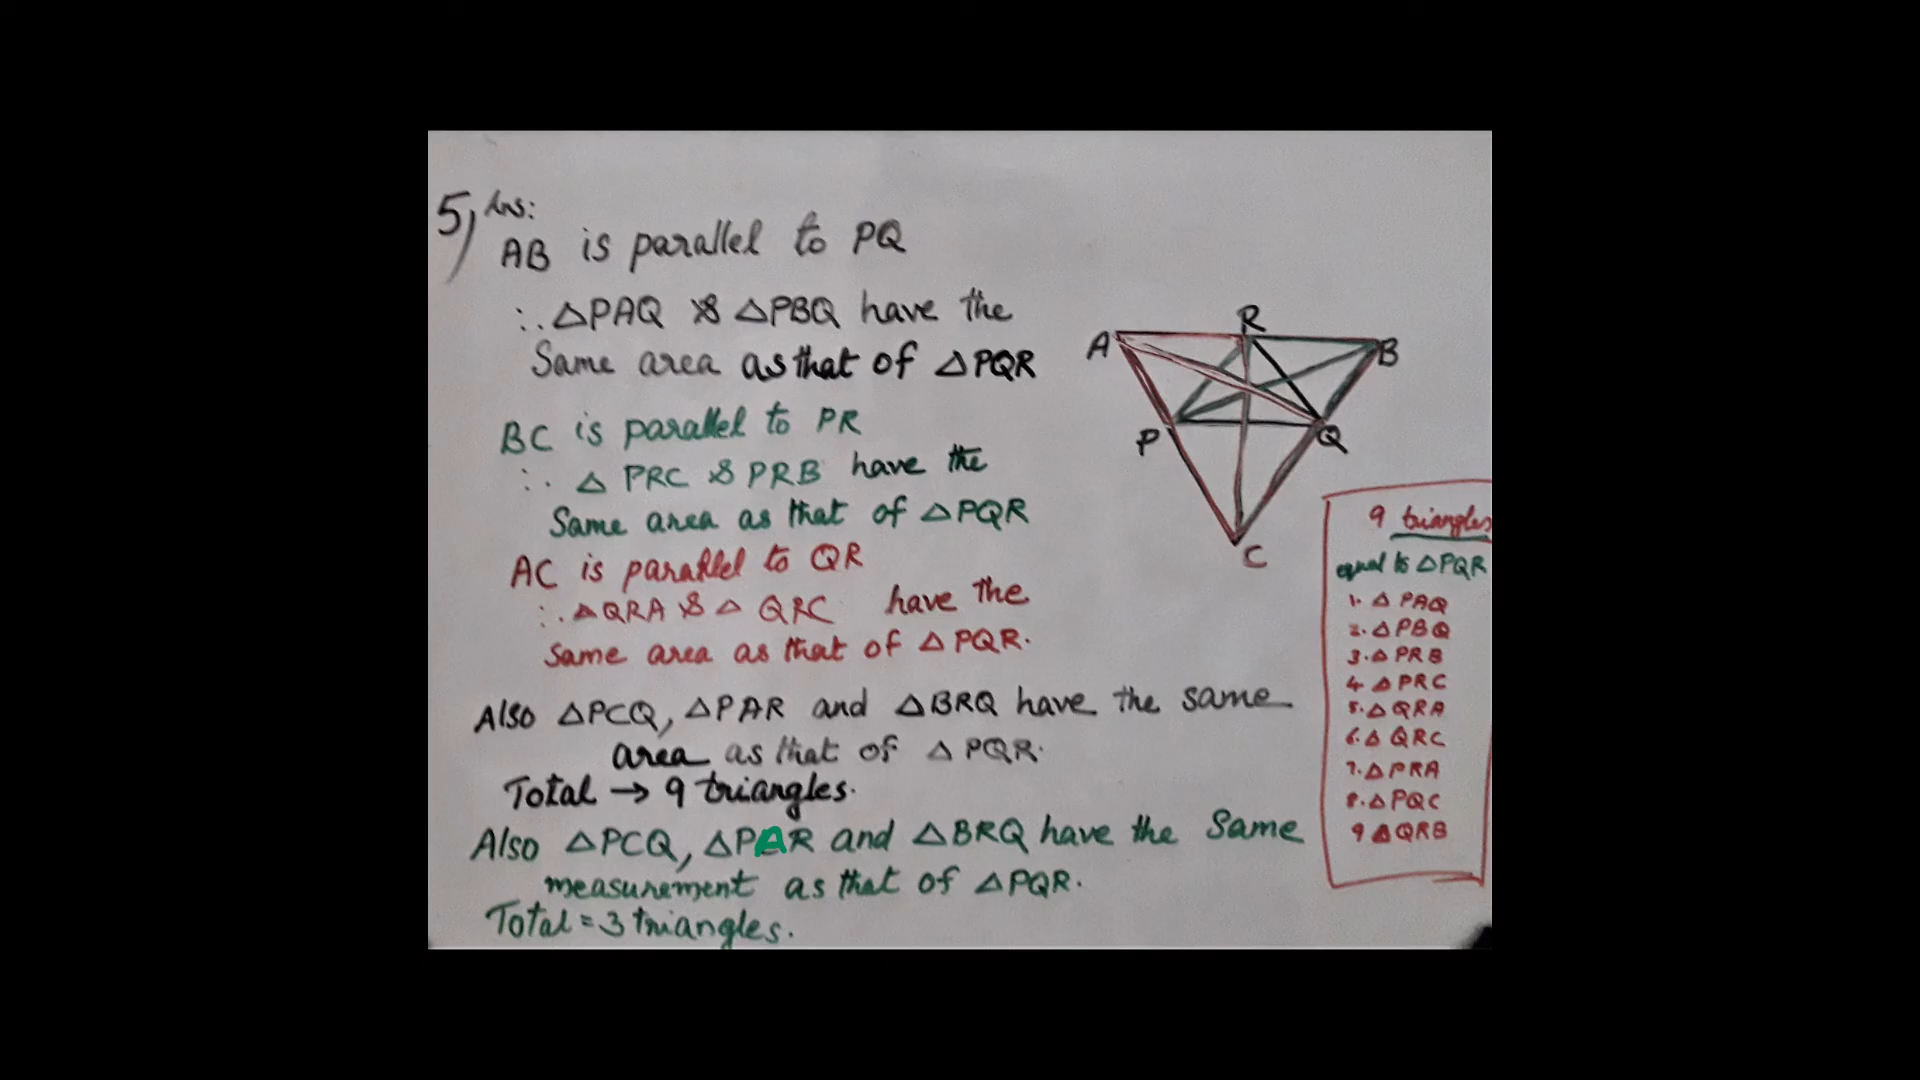 5) Ans:
AB is parallel to PQ
∴ △PAQ & △PBQ have the
Same area as that of △PQR
BC is parallel to PR
∴ △ PRC & PRB have the
Same area as that of △PQR
AC is parallel to QR
∴ △QRA & △ QRC have the
Same area as that of △PQR.
Also △PCQ, △PAR and △BRQ have the same
area as that of △PQR.
Total → 9 triangles.
Also △PCQ, △PAR and △BRQ have the Same
measurement as that of △PQR.
Total = 3 triangles.
A R B
P Q
C
9 triangles
equal to △PQR
1. △ PAQ
2. △PBQ
3. △ PRB
4. △PRC
5. △ QRA
6. △ QRC
7. △PRA
8. △PQC
9 △QRB